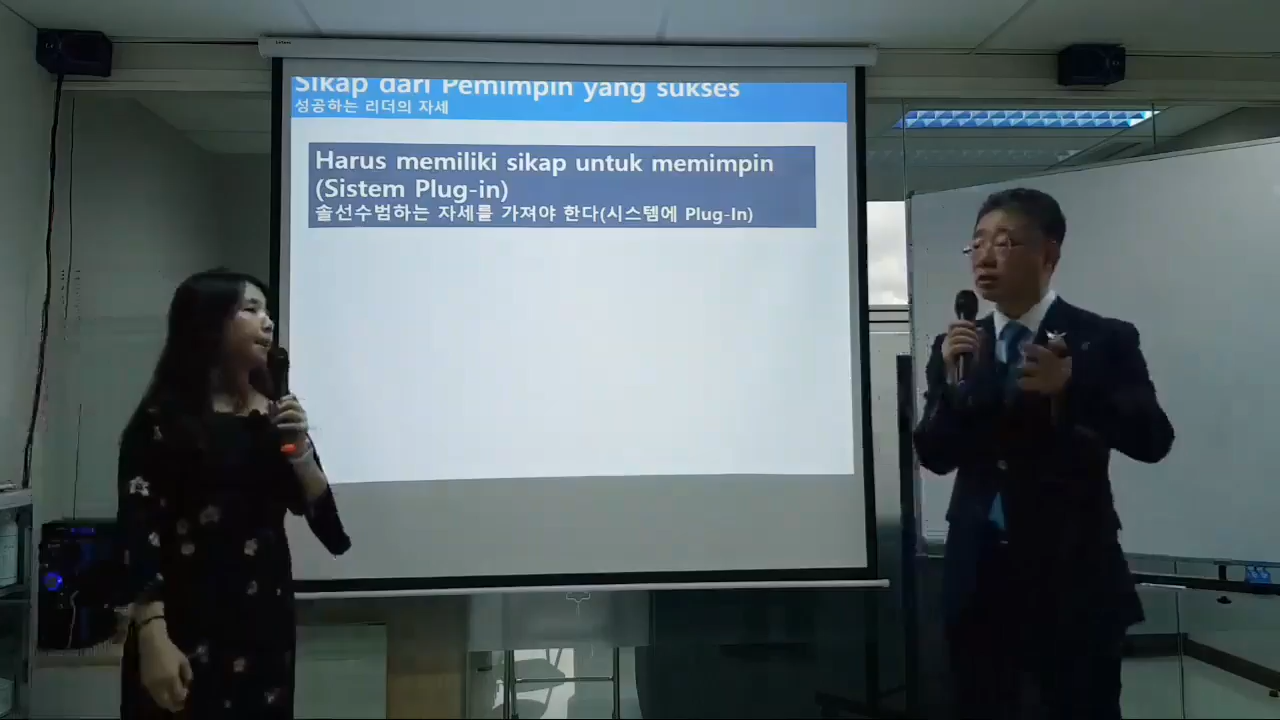 Sikap dari Pemimpin yang sukses
성공하는 리더의 자세
Harus memiliki sikap untuk memimpin
(Sistem Plug-in)
솔선수범하는 자세를 가져야 한다(시스템에 Plug-In)